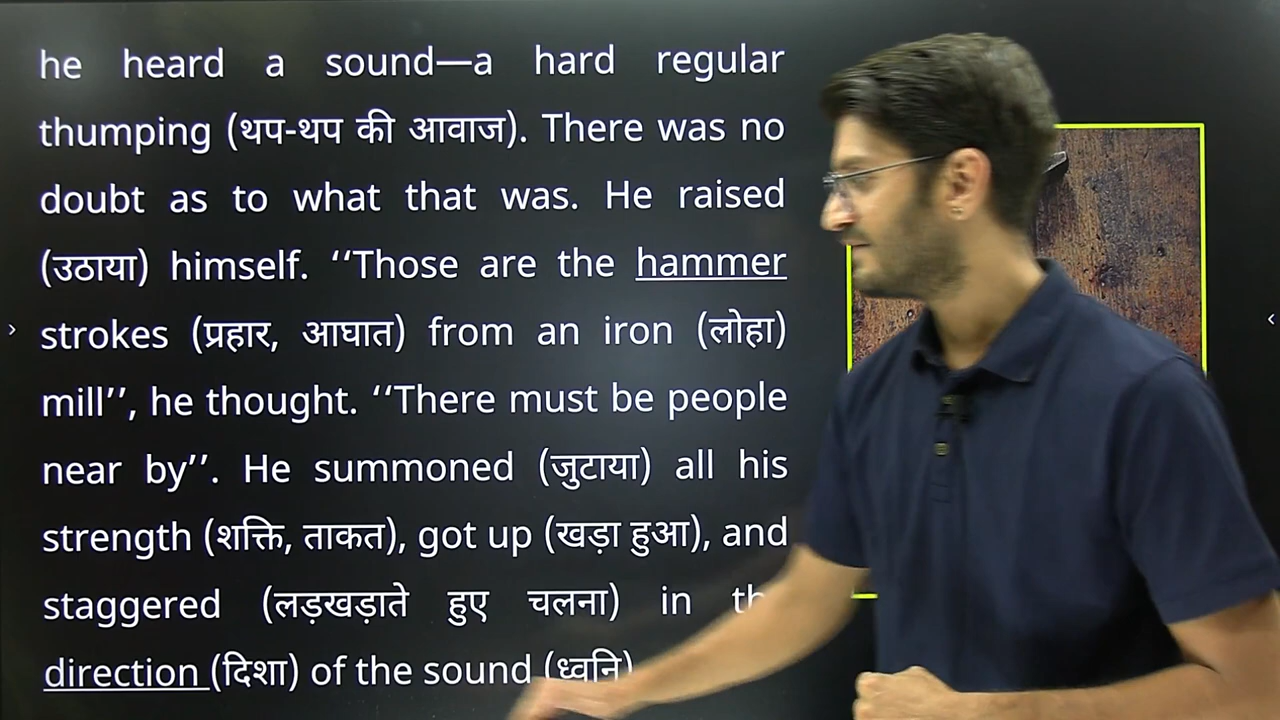 he heard a sound—a hard regular
thumping (थप-थप की आवाज). There was no
doubt as to what that was. He raised
(उठाया) himself. ‘‘Those are the hammer
strokes (प्रहार, आघात) from an iron (लोहा)
mill’’, he thought. ‘‘There must be people
near by’’. He summoned (जुटाया) all his
strength (शक्ति, ताकत), got up (खड़ा हुआ), and
staggered (लड़खड़ाते हुए चलना) in
direction (दिशा) of the sound (ध्वनि)